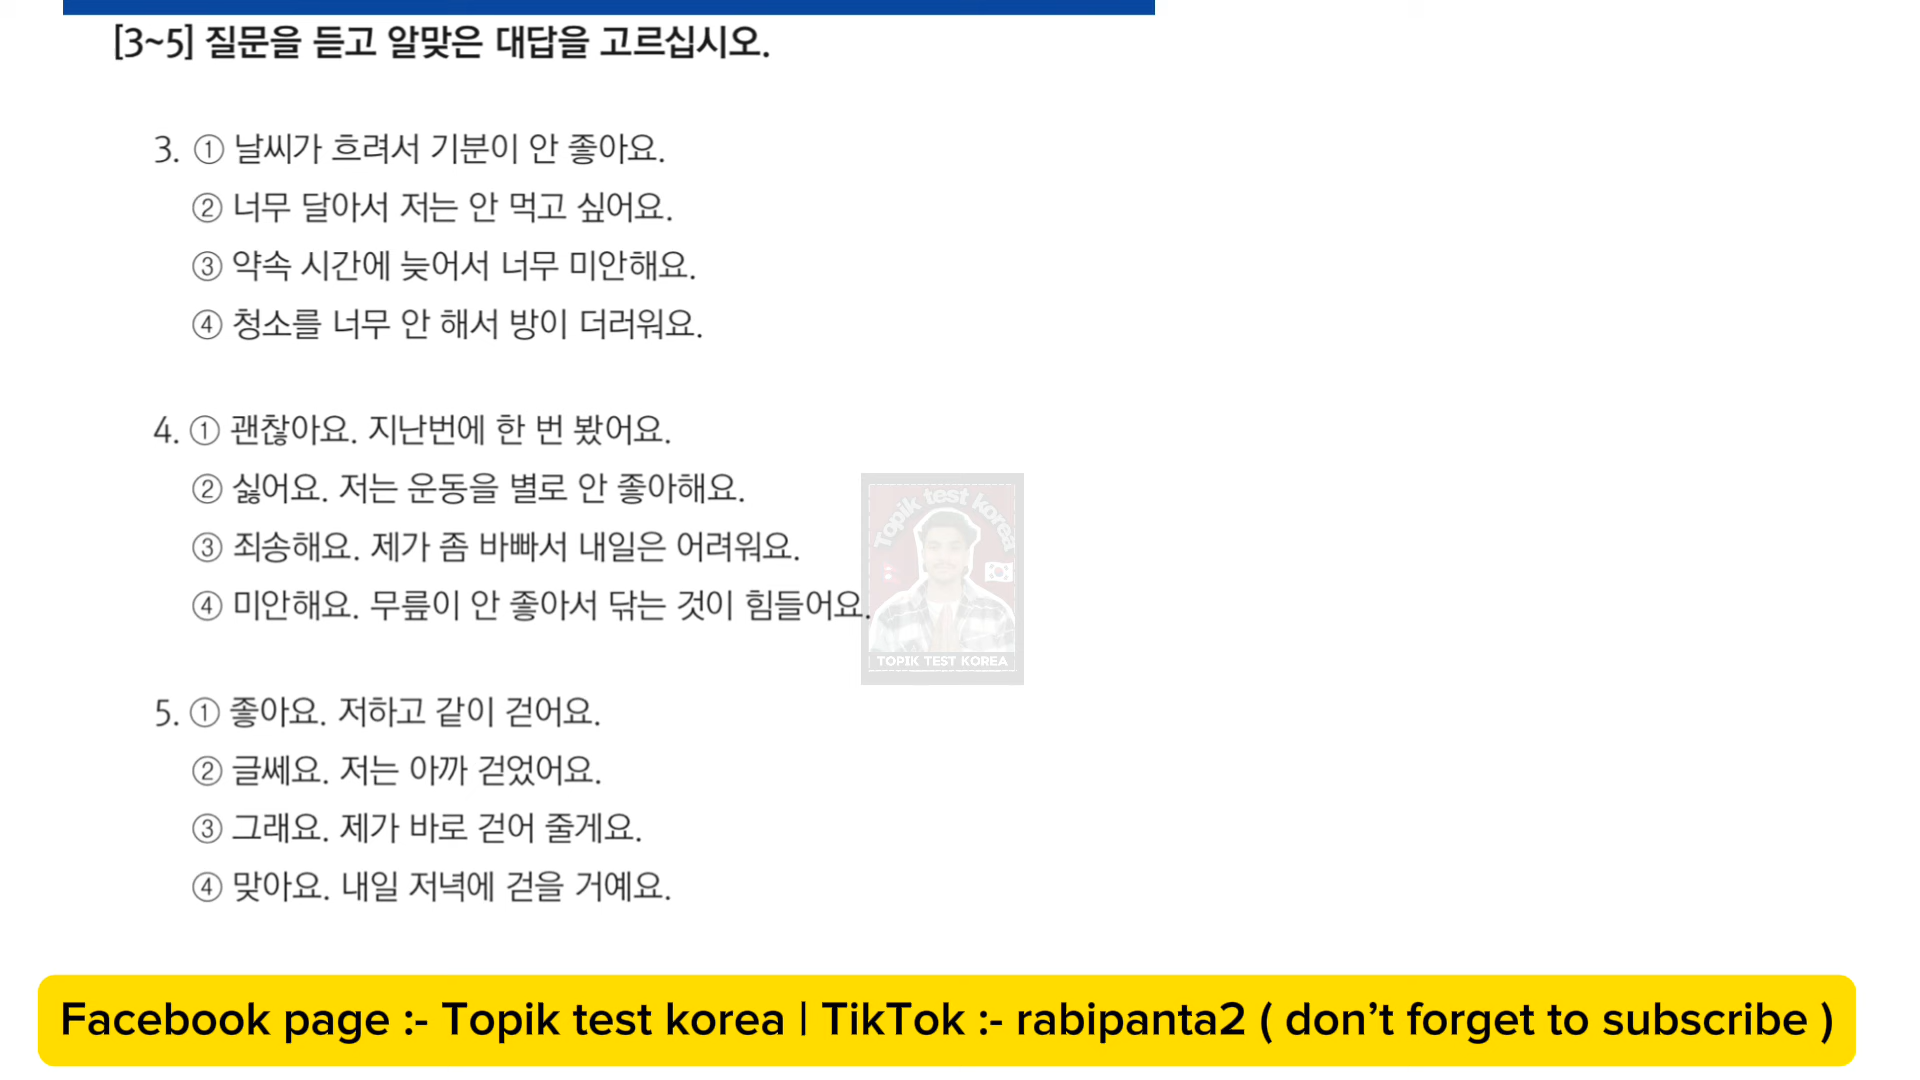 [3~5] 질문을 듣고 알맞은 대답을 고르십시오.
3. ① 날씨가 흐려서 기분이 안 좋아요.
② 너무 달아서 저는 안 먹고 싶어요.
③ 약속 시간에 늦어서 너무 미안해요.
④ 청소를 너무 안 해서 방이 더러워요.
4. ① 괜찮아요. 지난번에 한 번 봤어요.
② 싫어요. 저는 운동을 별로 안 좋아해요.
③ 죄송해요. 제가 좀 바빠서 내일은 어려워요.
④ 미안해요. 무릎이 안 좋아서 닦는 것이 힘들어요.
Topik test korea
TOPIK TEST KOREA
5. ① 좋아요. 저하고 같이 걷어요.
② 글쎄요. 저는 아까 걷었어요.
③ 그래요. 제가 바로 걷어 줄게요.
④ 맞아요. 내일 저녁에 걷을 거예요.
Facebook page :- Topik test korea | TikTok :- rabipanta2 ( don’t forget to subscribe )